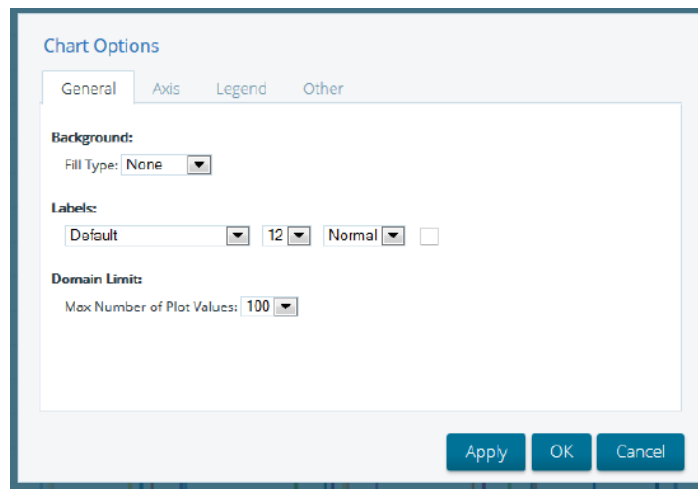 Chart Options
General Axis Legend Other
Background:
Fill Type: None
Labels:
Default 12 Normal
Domain Limit:
Max Number of Plot Values: 100
Apply OK Cancel